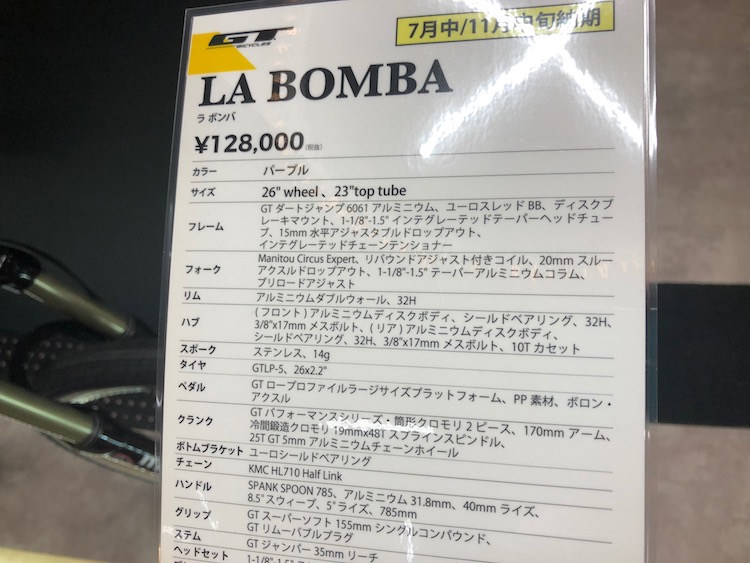 GT
BICYCLES
7月中/11月中旬納期
LA BOMBA
ラ ボンバ
¥128,000(税抜)
カラー パープル
サイズ 26" wheel 、23"top tube
フレーム GT ダートジャンプ 6061 アルミニウム、ユーロスレッド BB、ディスクブ
レーキマウント、1-1/8"-1.5" インテグレーテッドテーパーヘッドチュー
ブ、15mm 水平アジャスタブルドロップアウト、
インテグレーテッドチェーンテンショナー
フォーク Manitou Circus Expert、リバウンドアジャスト付きコイル、20mm スルー
アクスルドロップアウト、1-1/8"-1.5" テーパーアルミニウムコラム、
プリロードアジャスト
リム アルミニウムダブルウォール、32H
ハブ (フロント) アルミニウムディスクボディ、シールドベアリング、32H、
3/8"x17mm メスボルト、(リア) アルミニウムディスクボディ、
シールドベアリング、32H、3/8"x17mm メスボルト、10T カセット
スポーク ステンレス、14g
タイヤ GTLP-5、26x2.2"
ペダル GT ロープロファイルラージサイズプラットフォーム、PP 素材、ボロン・
アクスル
クランク GT パフォーマンスシリーズ・筒形クロモリ 2 ピース、170mm アーム、
冷間鍛造クロモリ 19mmx48T スプラインスピンドル、
25T GT 5mm アルミニウムチェーンホイール
ボトムブラケット ユーロシールドベアリング
チェーン KMC HL710 Half Link
ハンドル SPANK SPOON 785、アルミニウム 31.8mm、40mm ライズ、
8.5° スウィープ、5° ライズ、785mm
グリップ GT スーパーソフト 155mm シングルコンパウンド、
GT リムーバブルプラグ
ステム GT ジャンパー 35mm リーチ
ヘッドセット